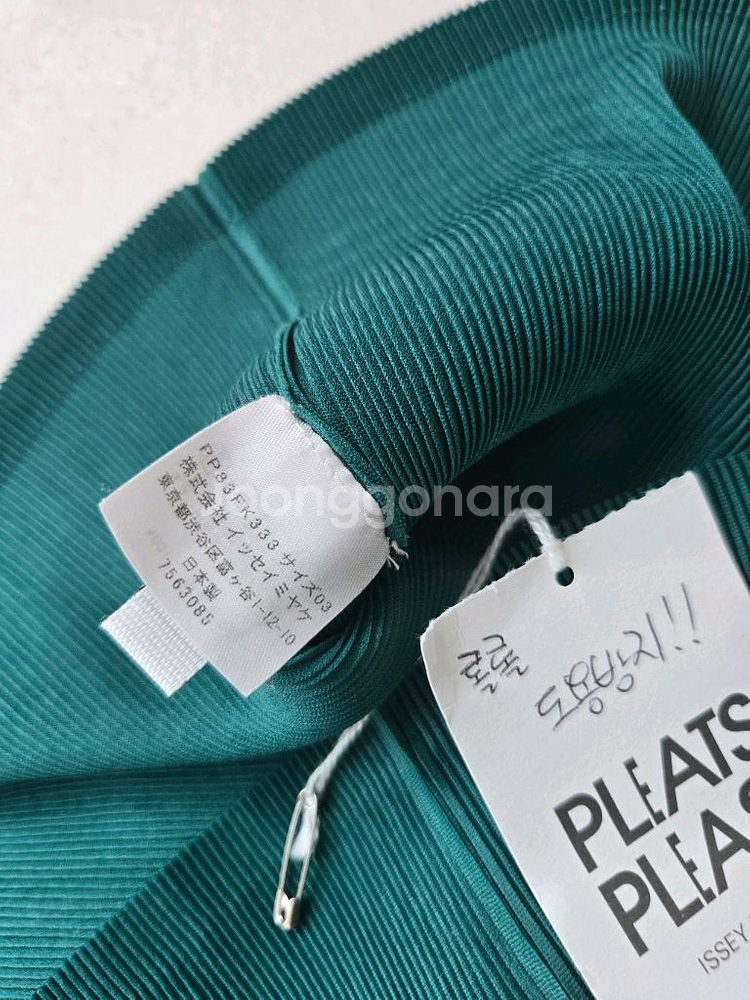 PP83FK333 サイズ03
株式会社 イッセイミヤケ
東京都渋谷区富ヶ谷1-12-10
日本製
7563085
joonggonara
도용방지!!
PLEATS
PLEAS
ISSEY